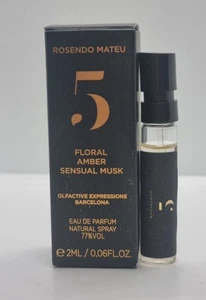 ROSENDO MATEU
5
FLORAL
AMBER
SENSUAL MUSK
OLFACTIVE EXPRESSIONS
BARCELONA
EAU DE PARFUM
NATURAL SPRAY
77%VOL
℮ 2ML / 0,06FL.OZ.
5